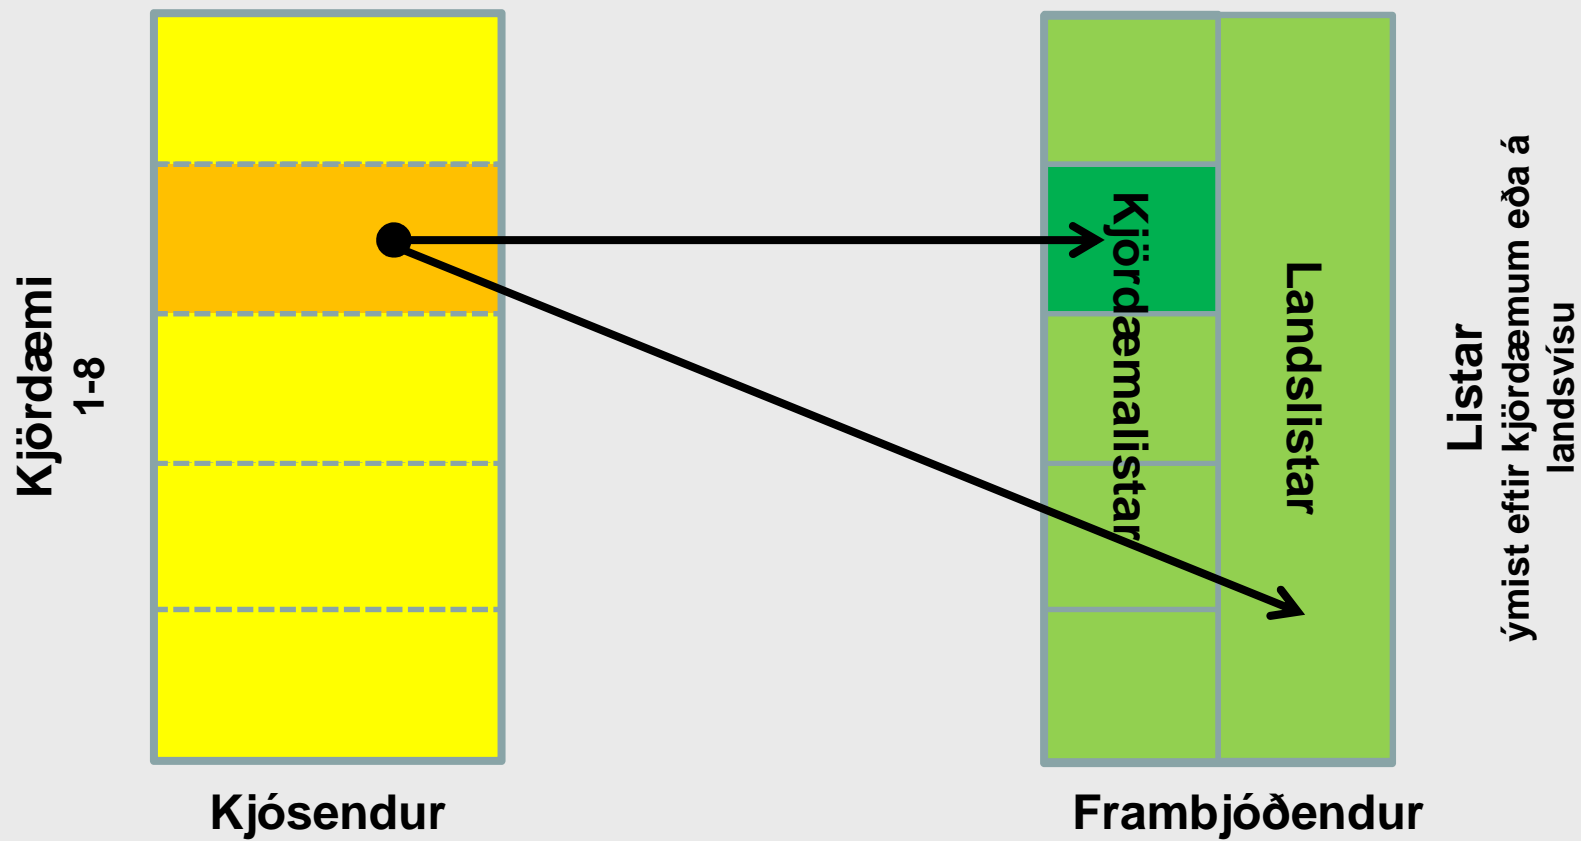 Kjördæmi
1-8
Kjósendur
Kjördæmalistar
Landslistar
Frambjóðendur
Listar
ýmist eftir kjördæmum eða á
landsvísu